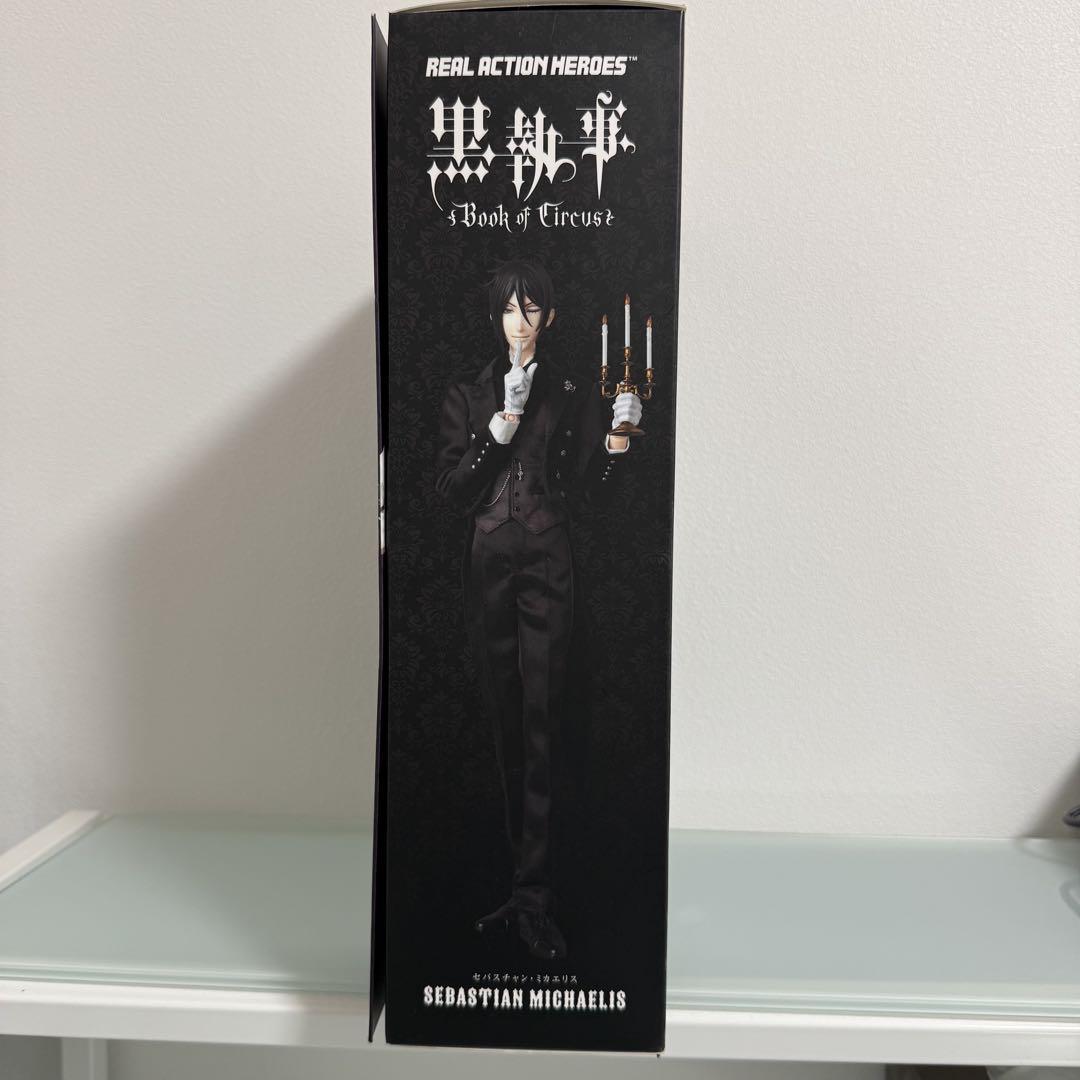 REAL ACTION HEROES™
黒執事
Book of Circus
セバスチャン・ミカエリス
SEBASTIAN MICHAELIS